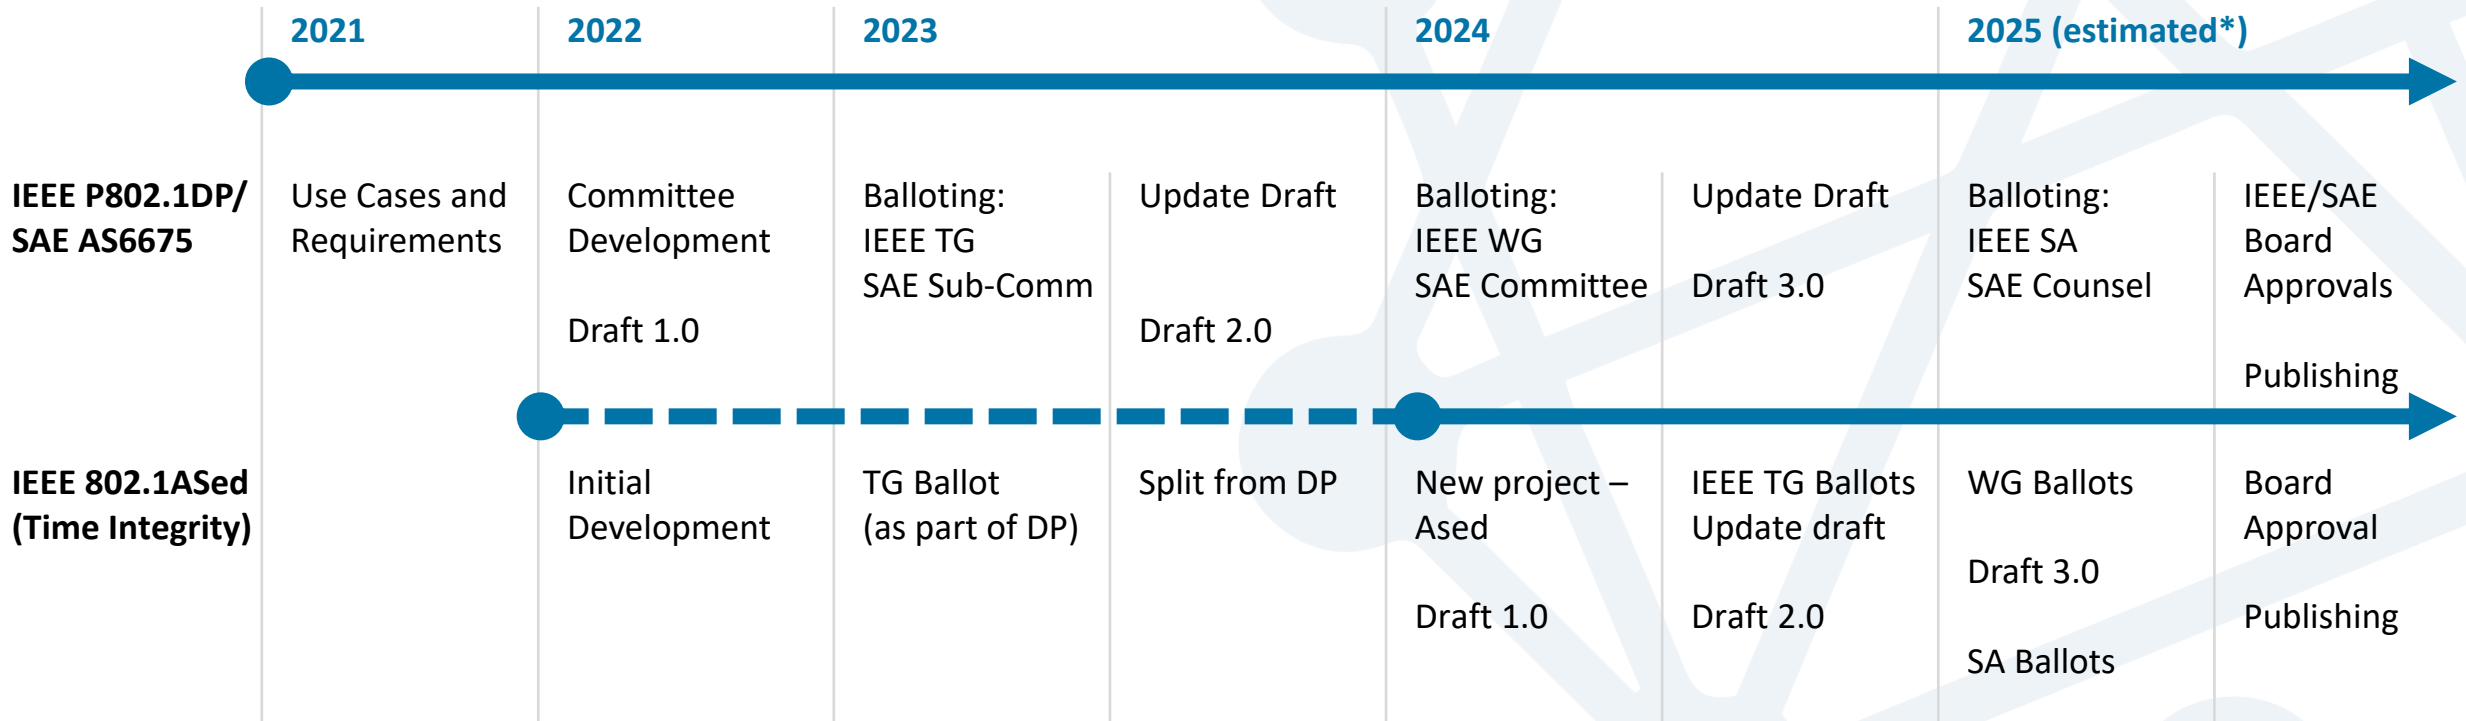 2021
2022
2023
2024
2025 (estimated*)
IEEE P802.1DP/
SAE AS6675
Use Cases and
Requirements
Committee
Development
Draft 1.0
Balloting:
IEEE TG
SAE Sub-Comm
Update Draft
Draft 2.0
Balloting:
IEEE WG
SAE Committee
Update Draft
Draft 3.0
Balloting:
IEEE SA
SAE Counsel
IEEE/SAE
Board
Approvals
Publishing
IEEE 802.1ASed
(Time Integrity)
Initial
Development
TG Ballot
(as part of DP)
Split from DP
New project –
Ased
Draft 1.0
IEEE TG Ballots
Update draft
Draft 2.0
WG Ballots
Draft 3.0
SA Ballots
Board
Approval
Publishing